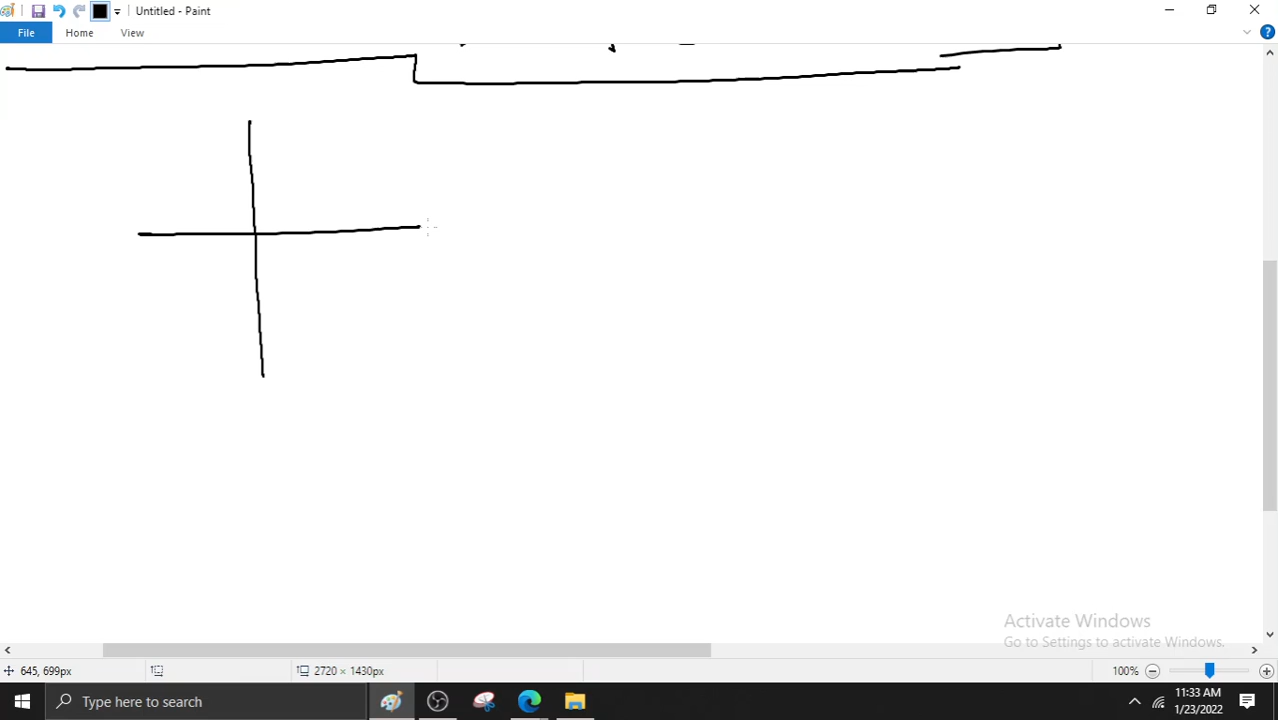 Untitled - Paint
File Home View
Activate Windows
Go to Settings to activate Windows.
645, 699px
2720 × 1430px
100%
Type here to search
11:33 AM
1/23/2022